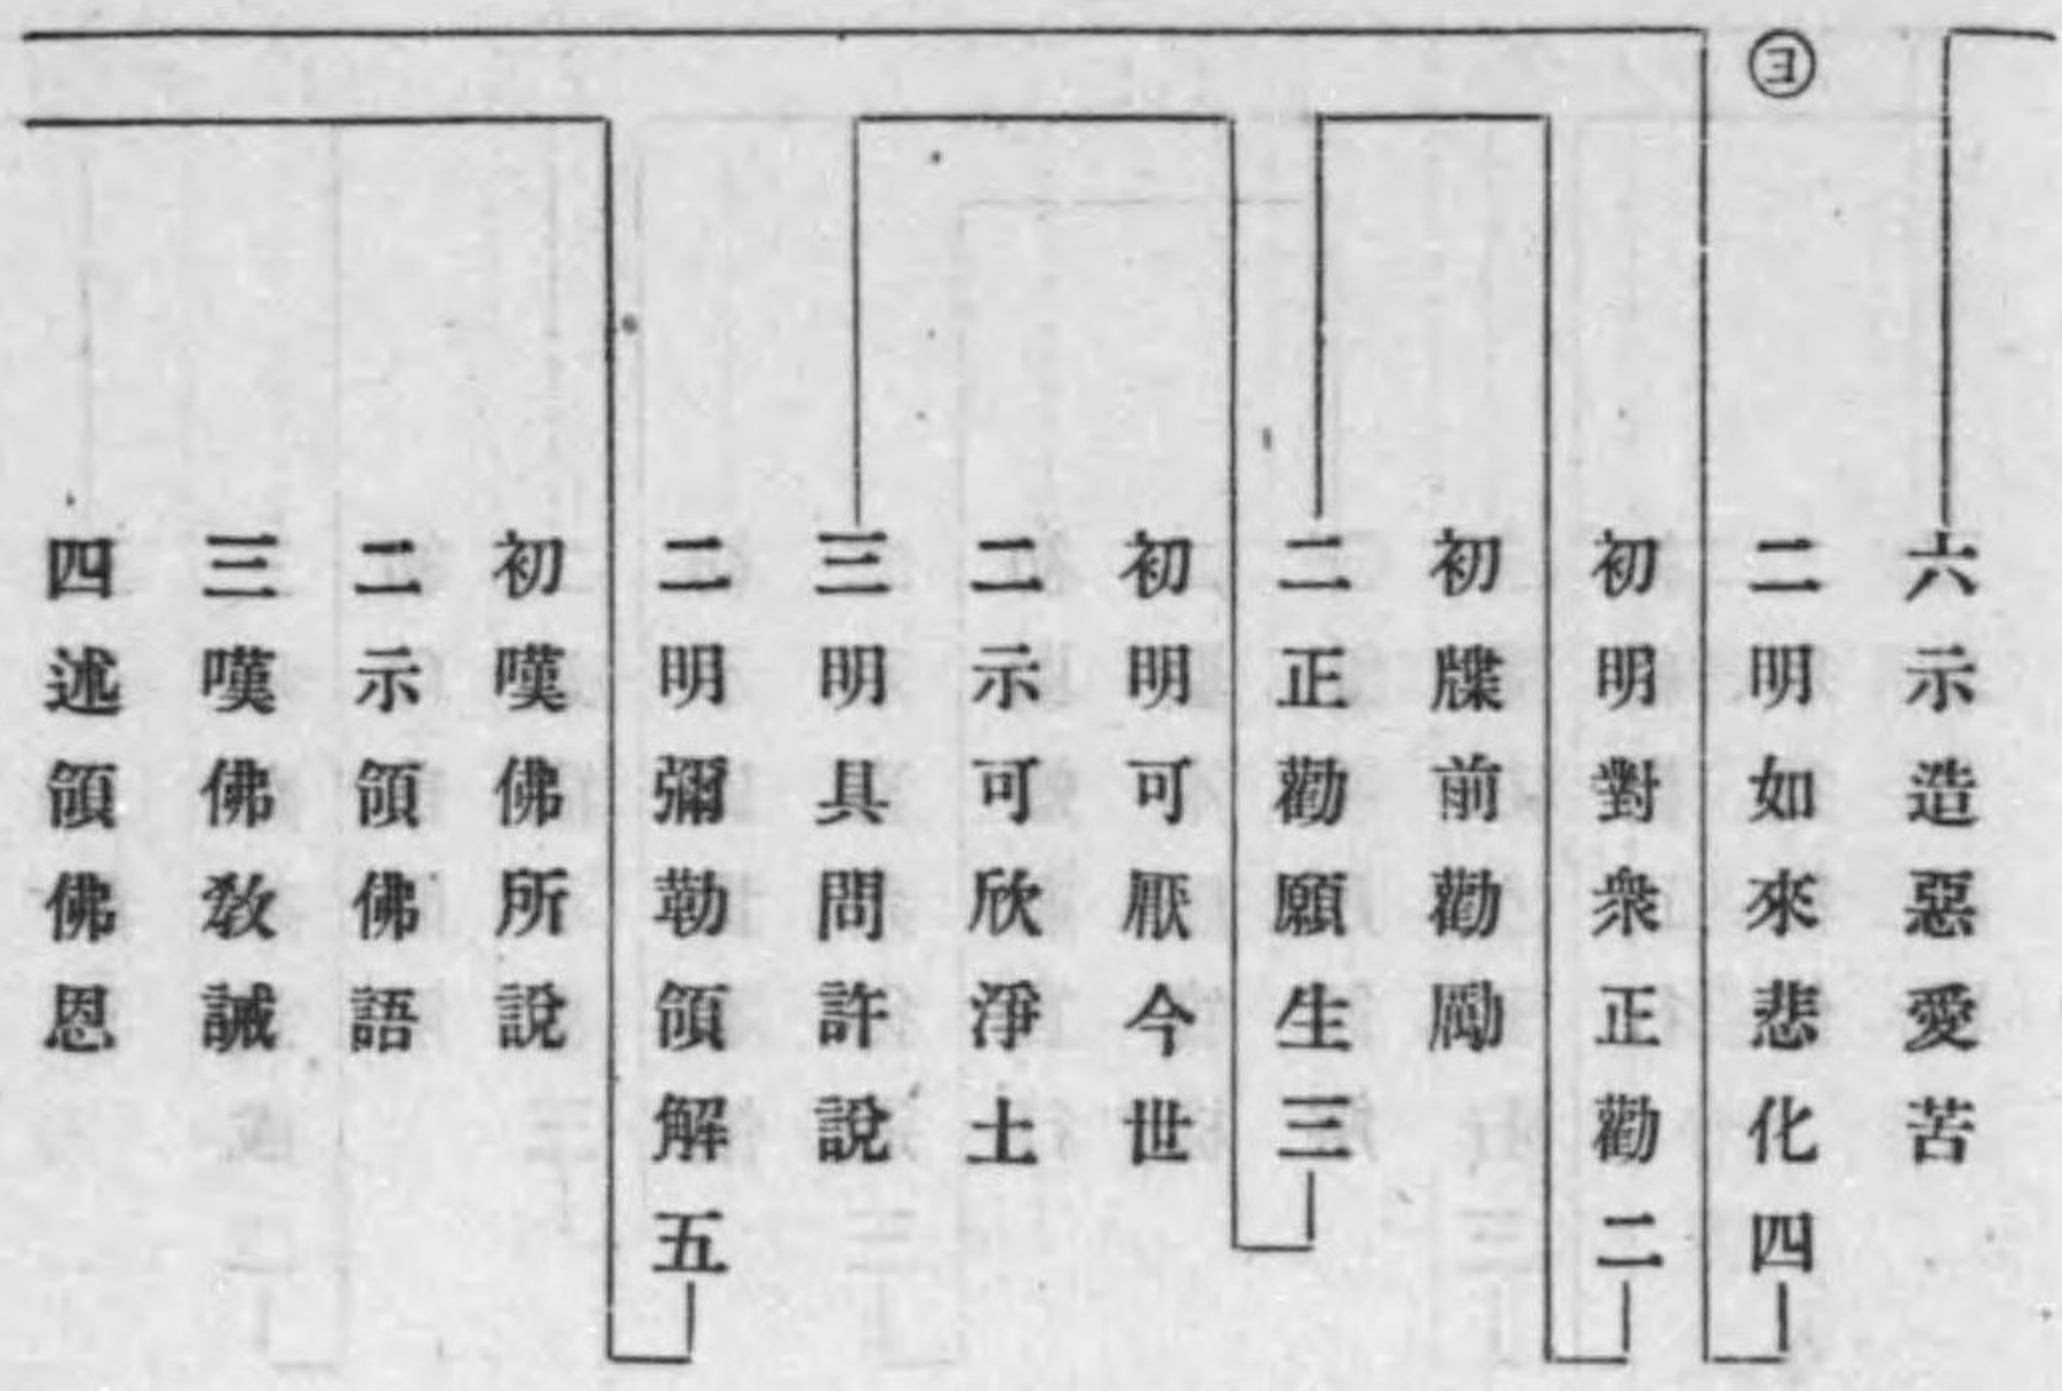 六示造惡愛苦
ヨ
二明如來悲化四
初明對衆正勸二
初牒前勸勵
二正勸願生三
初明可厭今世
二示可欣淨土
三明具問許說
二明彌勒領解五
初嘆佛所說
二示領佛語
三嘆佛敎誡
四述領佛恩